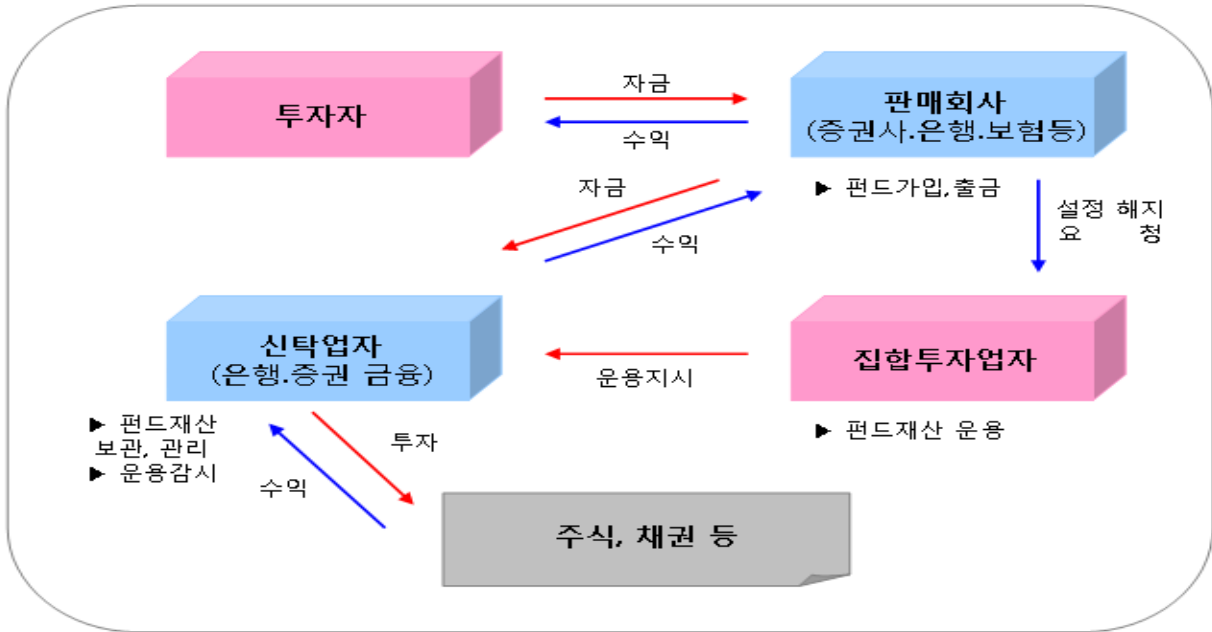 투자자
자금
수익
판매회사
(증권사.은행.보험등)
▶ 펀드가입,출금
자금
수익
설정 해지
요 청
신탁업자
(은행.증권 금융)
운용지시
집합투자업자
▶ 펀드재산
보관, 관리
▶ 운용감시
▶ 펀드재산 운용
투자
수익
주식, 채권 등